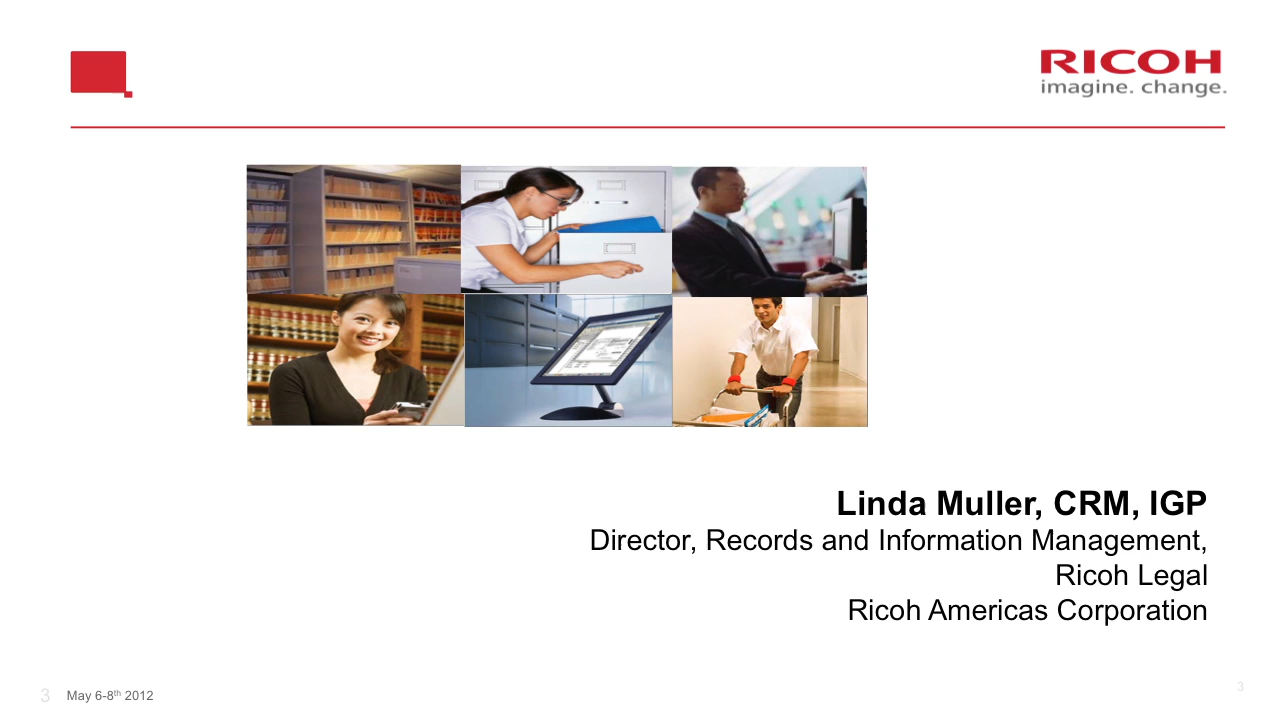 RICOH
imagine. change.
Linda Muller, CRM, IGP
Director, Records and Information Management,
Ricoh Legal
Ricoh Americas Corporation
3 May 6-8th 2012
3